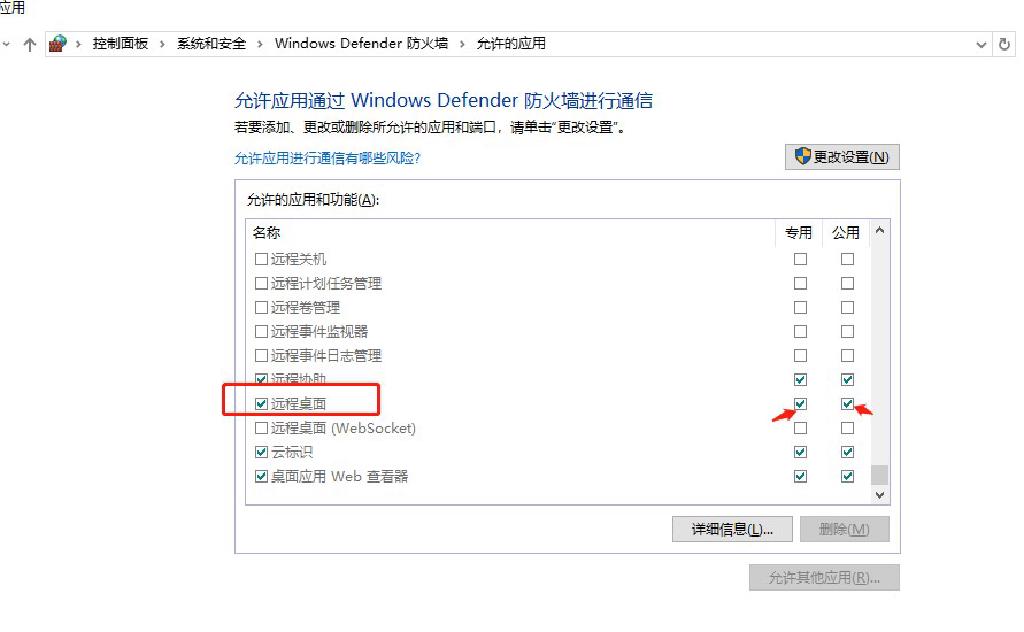 应用
控制面板 › 系统和安全 › Windows Defender 防火墙 › 允许的应用
允许应用通过 Windows Defender 防火墙进行通信
若要添加、更改或删除所允许的应用和端口，请单击"更改设置"。
允许应用进行通信有哪些风险?
更改设置(N)
允许的应用和功能(A):
名称 专用 公用
远程关机
远程计划任务管理
远程卷管理
远程事件监视器
远程事件日志管理
远程协助
远程桌面
远程桌面 (WebSocket)
云标识
桌面应用 Web 查看器
详细信息(L)...
删除(M)
允许其他应用(R)...